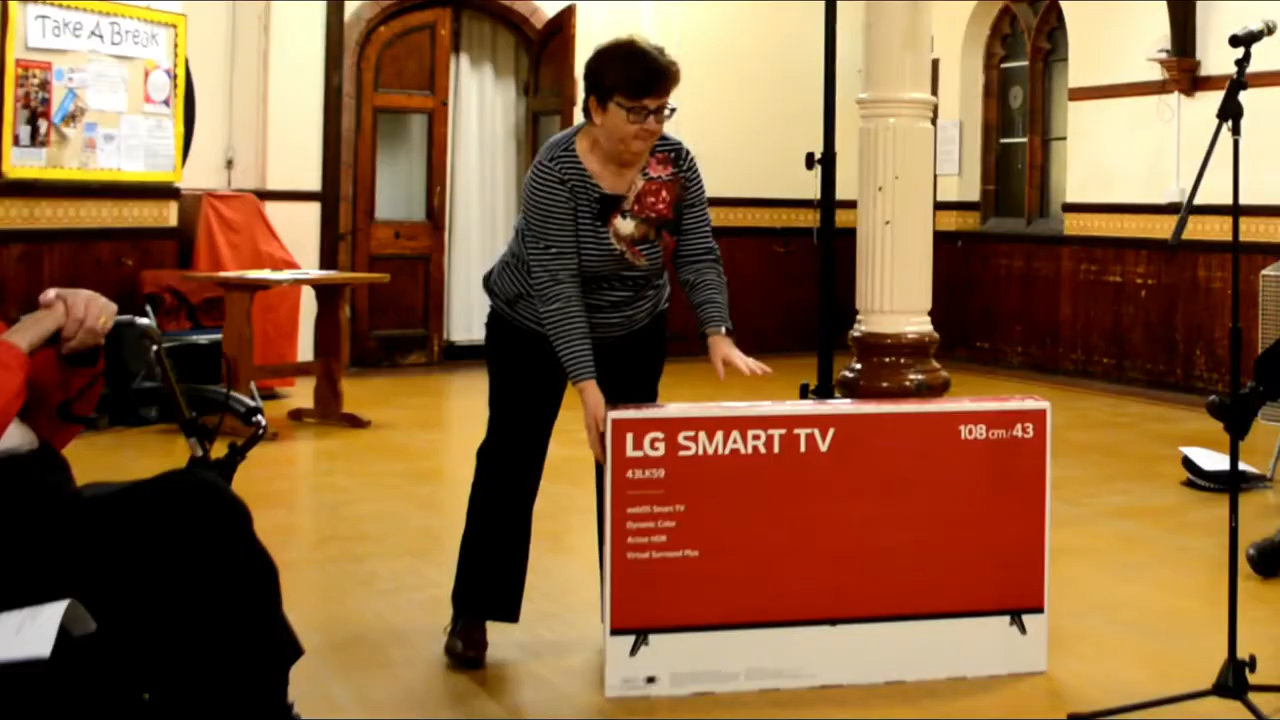 Take A Break
LG SMART TV
108 cm/43
43LK59
webOS Smart TV
Dynamic Color
Active HDR
Virtual Surround Plus